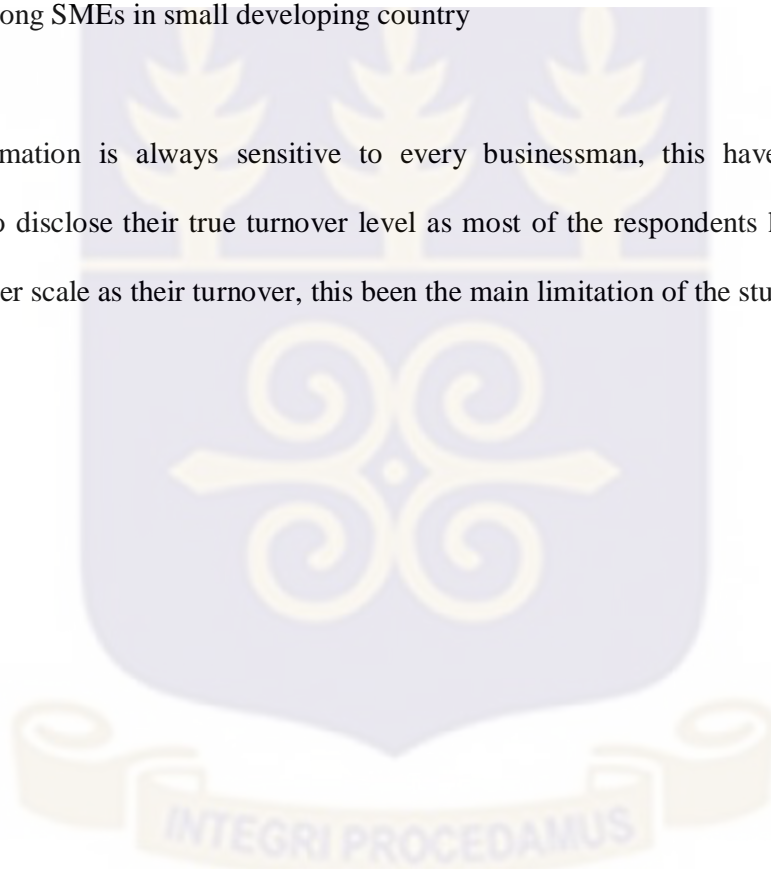 ong SMEs in small developing country
mation is always sensitive to every businessman, this have
disclose their true turnover level as most of the respondents
er scale as their turnover, this been the main limitation of the stu
INTEGRI PROCEDAMUS